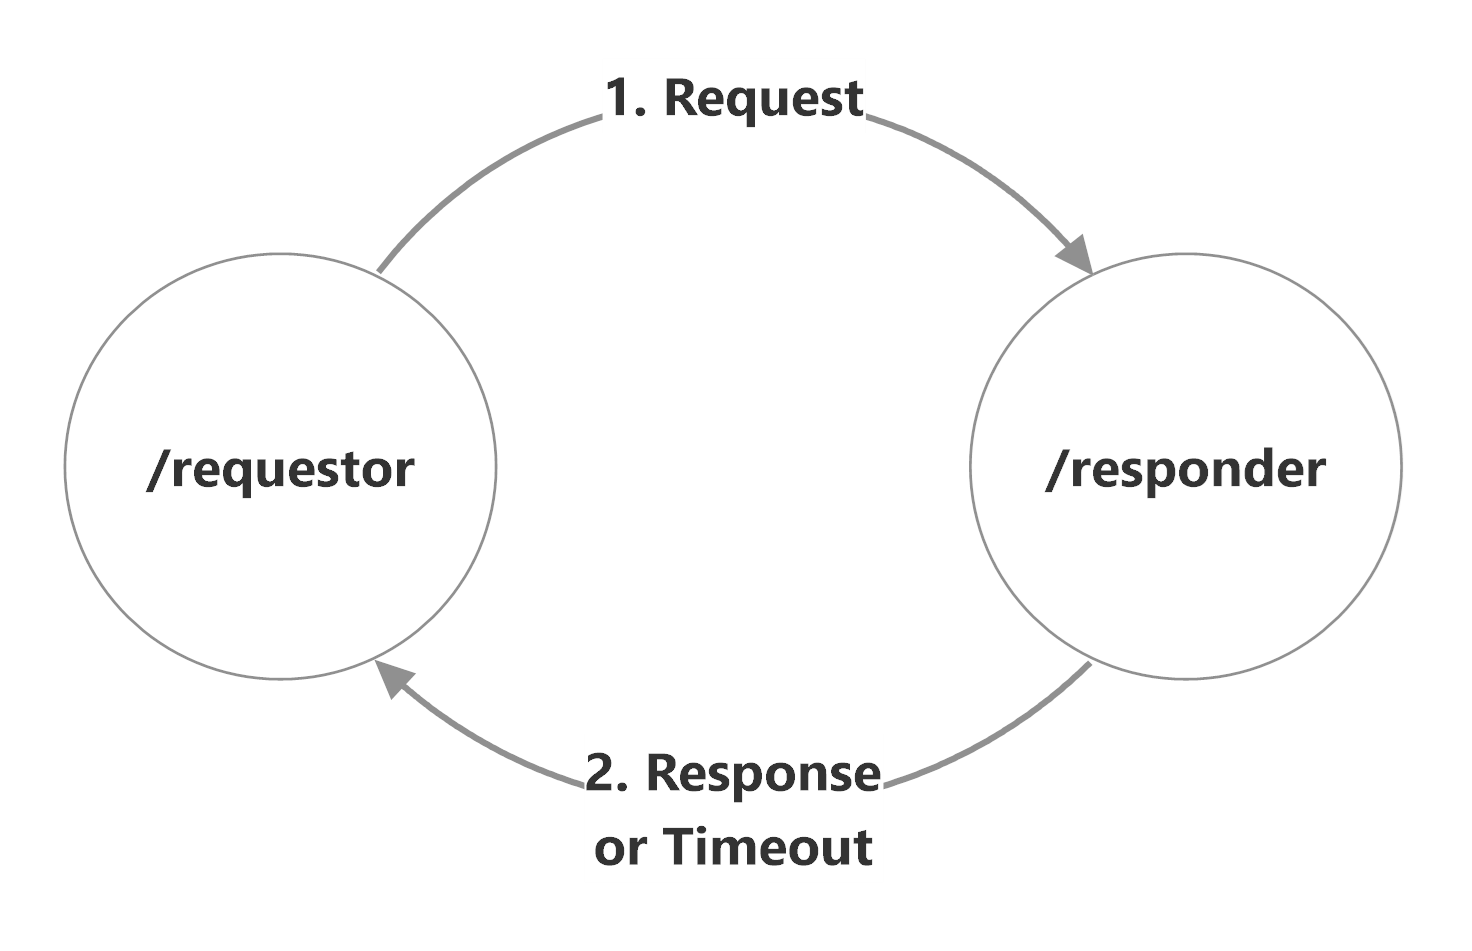 1. Request
/requestor
/responder
2. Response
or Timeout